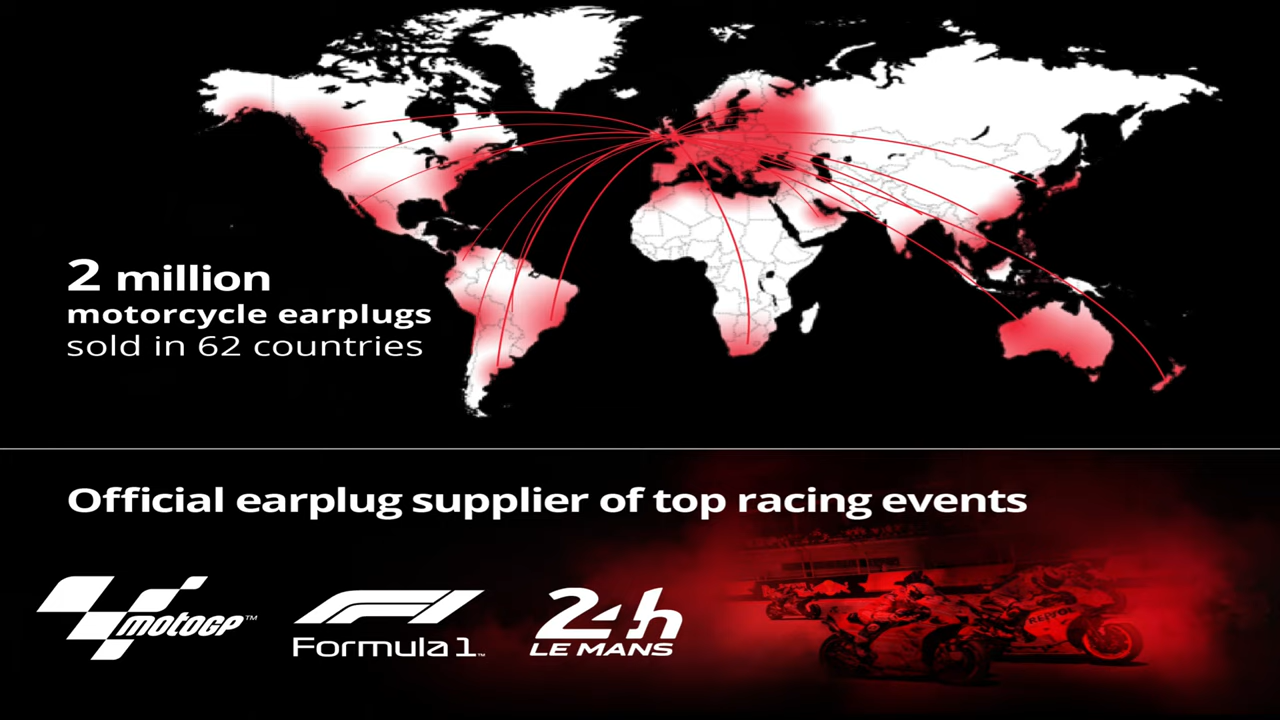 2 million
motorcycle earplugs
sold in 62 countries
Official earplug supplier of top racing events
motoGP™
Formula 1™
24h
LE MANS